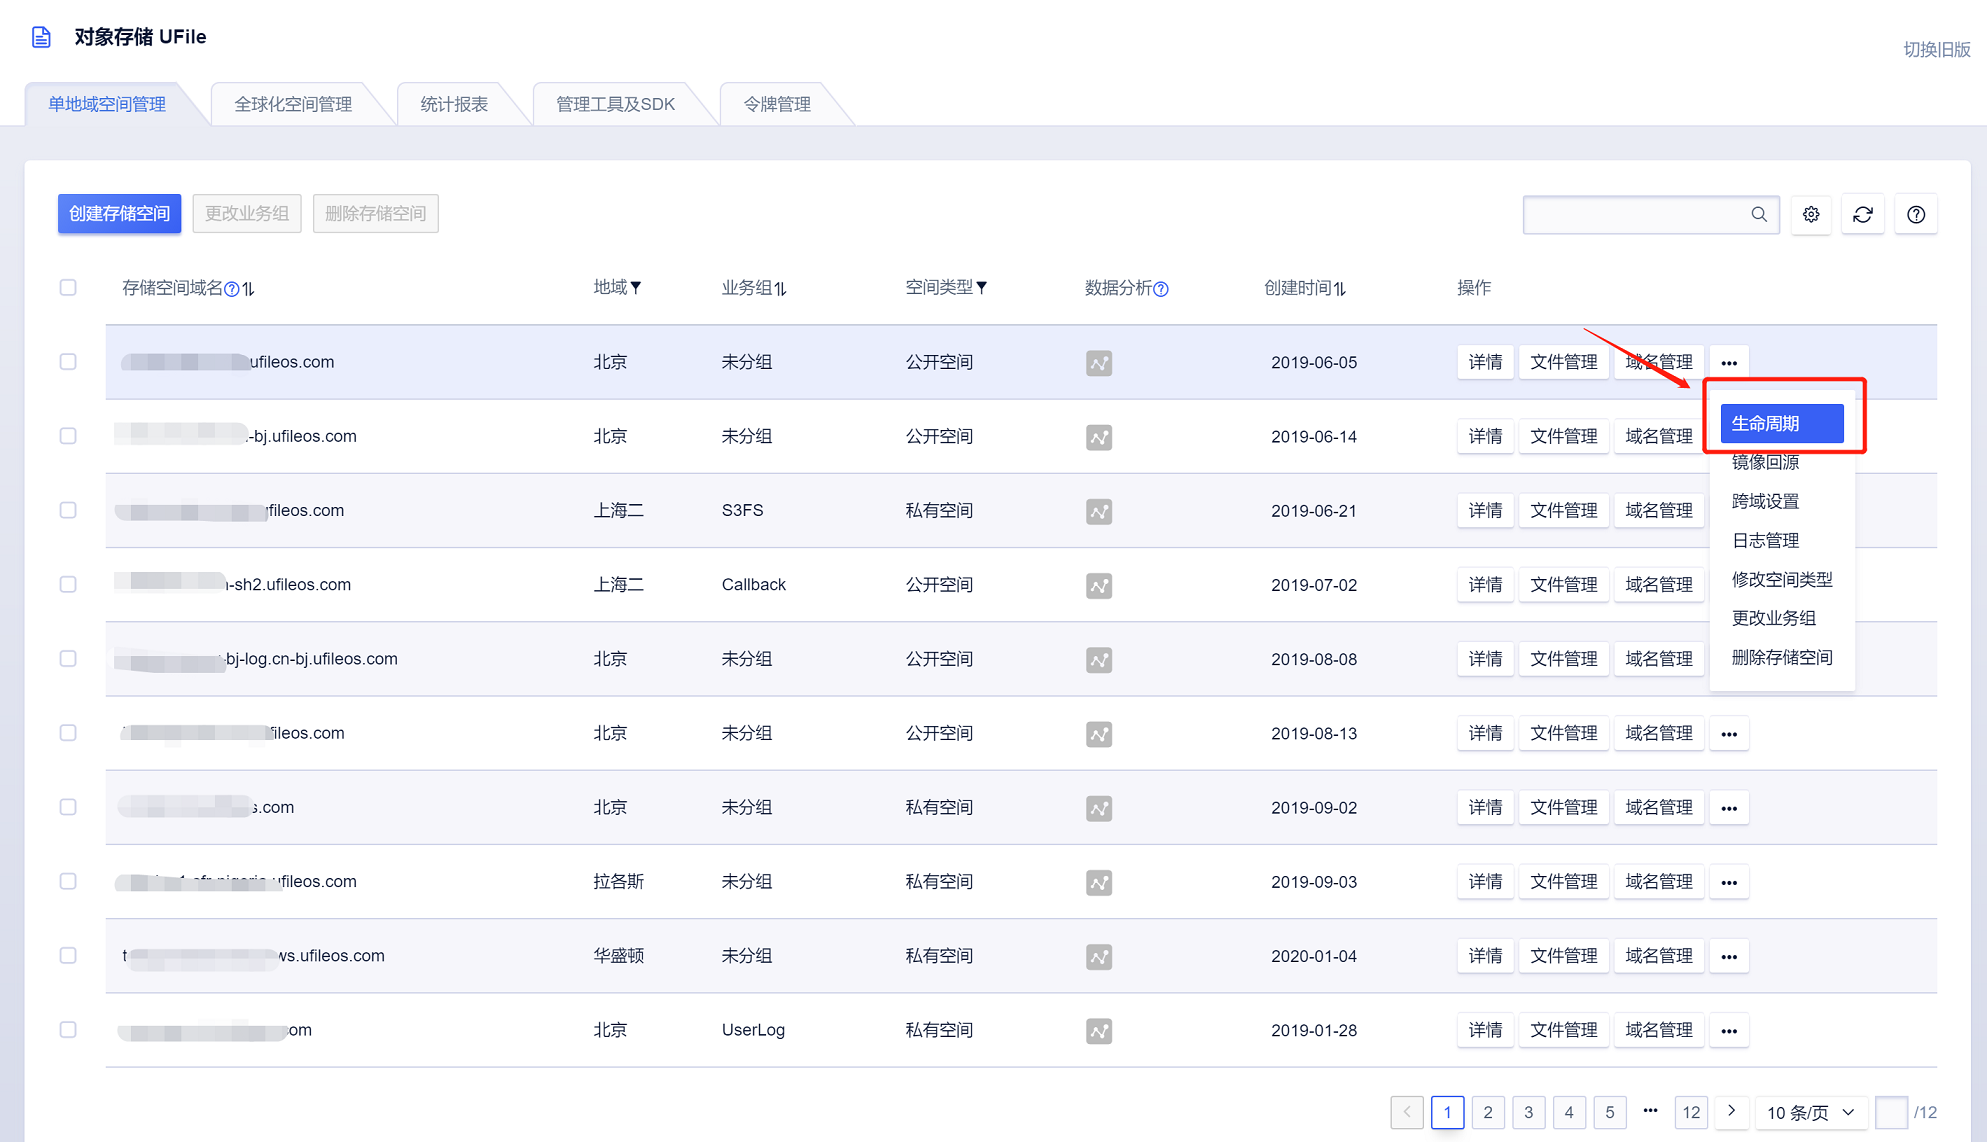 对象存储 UFile
切换旧版
单地域空间管理 全球化空间管理 统计报表 管理工具及SDK 令牌管理
创建存储空间 更改业务组 删除存储空间
存储空间域名 地域 业务组 空间类型 数据分析 创建时间 操作
ufileos.com 北京 未分组 公开空间 2019-06-05 详情 文件管理 域名管理 •••
生命周期
-bj.ufileos.com 北京 未分组 公开空间 2019-06-14 详情 文件管理 域名管理
镜像回源
跨域设置
fileos.com 上海二 S3FS 私有空间 2019-06-21 详情 文件管理 域名管理
日志管理
修改空间类型
-sh2.ufileos.com 上海二 Callback 公开空间 2019-07-02 详情 文件管理 域名管理
更改业务组
删除存储空间
-bj-log.cn-bj.ufileos.com 北京 未分组 公开空间 2019-08-08 详情 文件管理 域名管理
ileos.com 北京 未分组 公开空间 2019-08-13 详情 文件管理 域名管理 •••
s.com 北京 未分组 私有空间 2019-09-02 详情 文件管理 域名管理 •••
ufileos.com 拉各斯 未分组 私有空间 2019-09-03 详情 文件管理 域名管理 •••
t ws.ufileos.com 华盛顿 未分组 私有空间 2020-01-04 详情 文件管理 域名管理 •••
om 北京 UserLog 私有空间 2019-01-28 详情 文件管理 域名管理 •••
1 2 3 4 5 ••• 12 10 条/页 /12